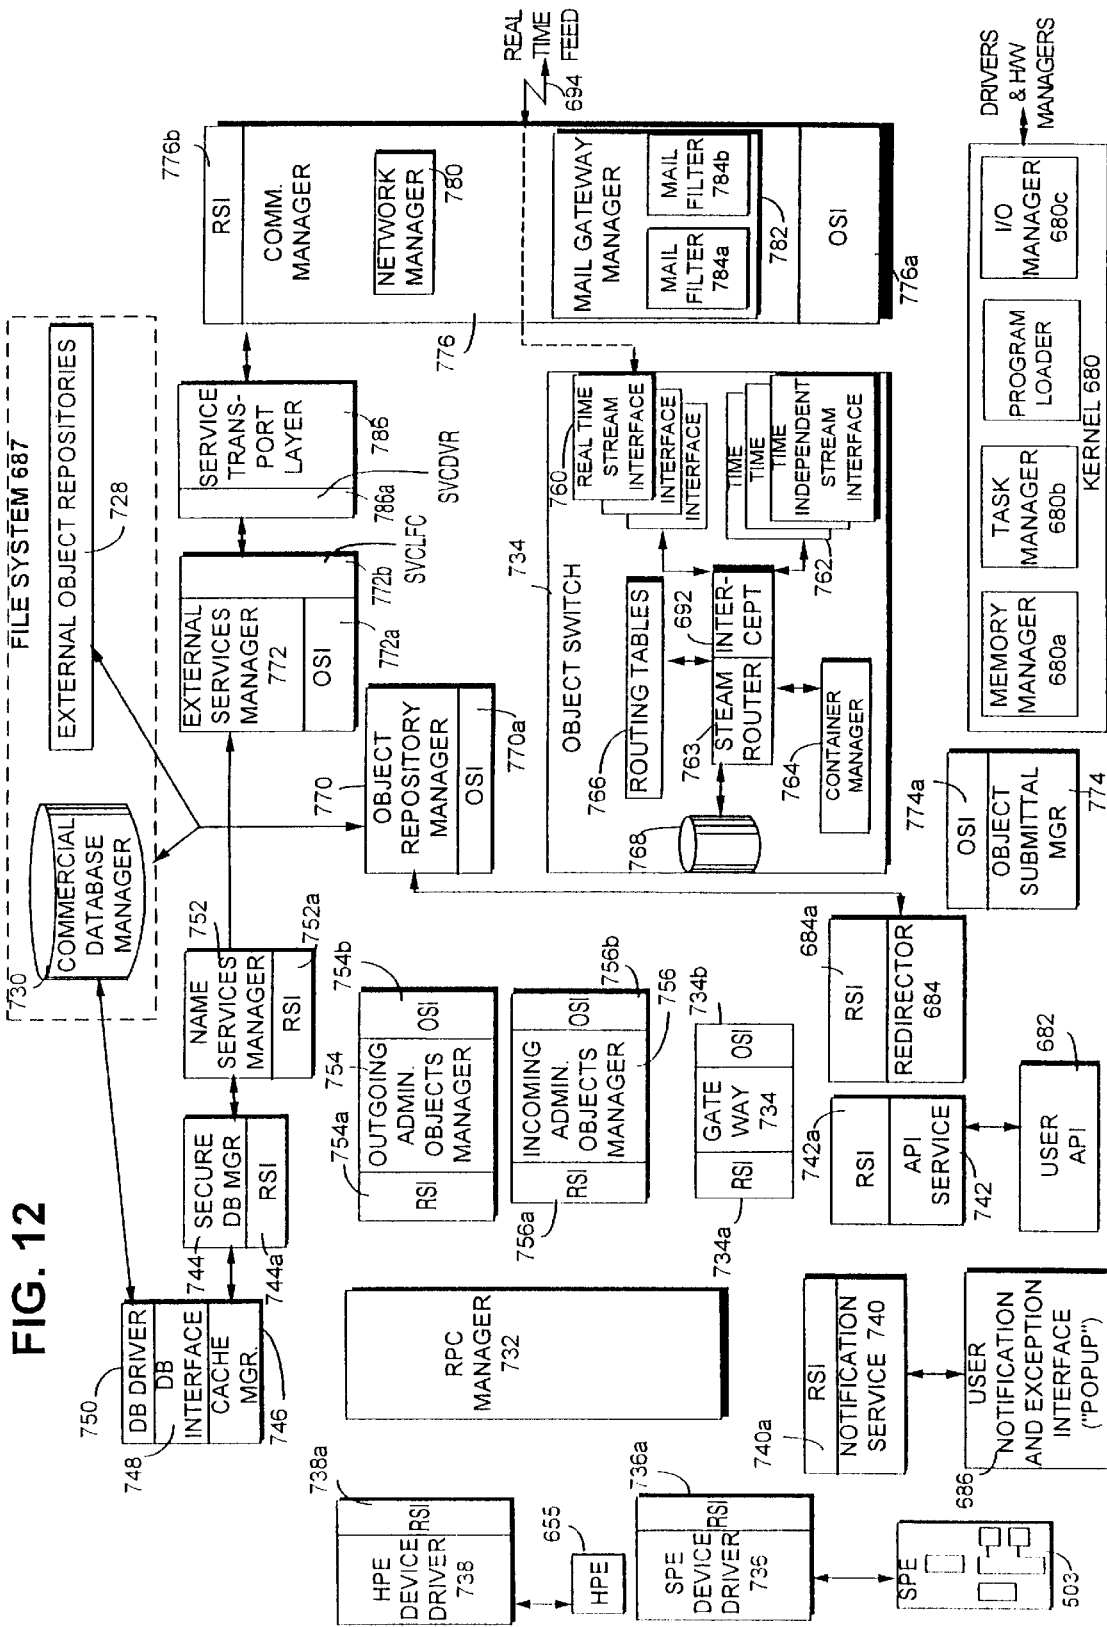 FIG. 12
FILE SYSTEM 687
730
COMMERCIAL
DATABASE
MANAGER
EXTERNAL OBJECT REPOSITORIES
728
750
DB DRIVER
DB
INTERFACE
748
CACHE
MGR.
746
744
SECURE
DB MGR
RSI
744a
NAME
SERVICES
MANAGER
752
RSI
752a
EXTERNAL
SERVICES
MANAGER
772
OSI
772a
772b
SVCLFC
SERVICE
TRANS-
PORT
LAYER
786
786a
SVCDVR
776b
RSI
COMM.
MANAGER
NETWORK
MANAGER
780
776
REAL
TIME
FEED
694
MAIL GATEWAY
MANAGER
MAIL
FILTER
784a
MAIL
FILTER
784b
782
OSI
776a
738a
HPE
DEVICE
DRIVER
738
RSI
655
HPE
736a
SPE
DEVICE
DRIVER
736
RSI
SPE
503
RPC
MANAGER
732
754a
754
754b
RSI
OUTGOING
ADMIN.
OBJECTS
MANAGER
OSI
RSI
INCOMING
ADMIN.
OBJECTS
MANAGER
OSI
756a
756b
756
770
OBJECT
REPOSITORY
MANAGER
OSI
770a
RSI
GATE
WAY
734
OSI
734a
734b
734
OBJECT SWITCH
760
REAL TIME
STREAM
INTERFACE
INTERFACE
INTERFACE
766
ROUTING TABLES
692
763
STEAM
ROUTER
INTER-
CEPT
768
764
CONTAINER
MANAGER
762
TIME
TIME
TIME
INDEPENDENT
STREAM
INTERFACE
740a
RSI
NOTIFICATION
SERVICE 740
686
USER
NOTIFICATION
AND EXCEPTION
INTERFACE
("POPUP")
742a
RSI
API
SERVICE
742
USER
API
682
684a
RSI
REDIRECTOR
684
774a
OSI
OBJECT
SUBMITTAL
MGR
774
MEMORY
MANAGER
680a
TASK
MANAGER
680b
PROGRAM
LOADER
I/O
MANAGER
680c
KERNEL 680
DRIVERS
& H/W
MANAGERS